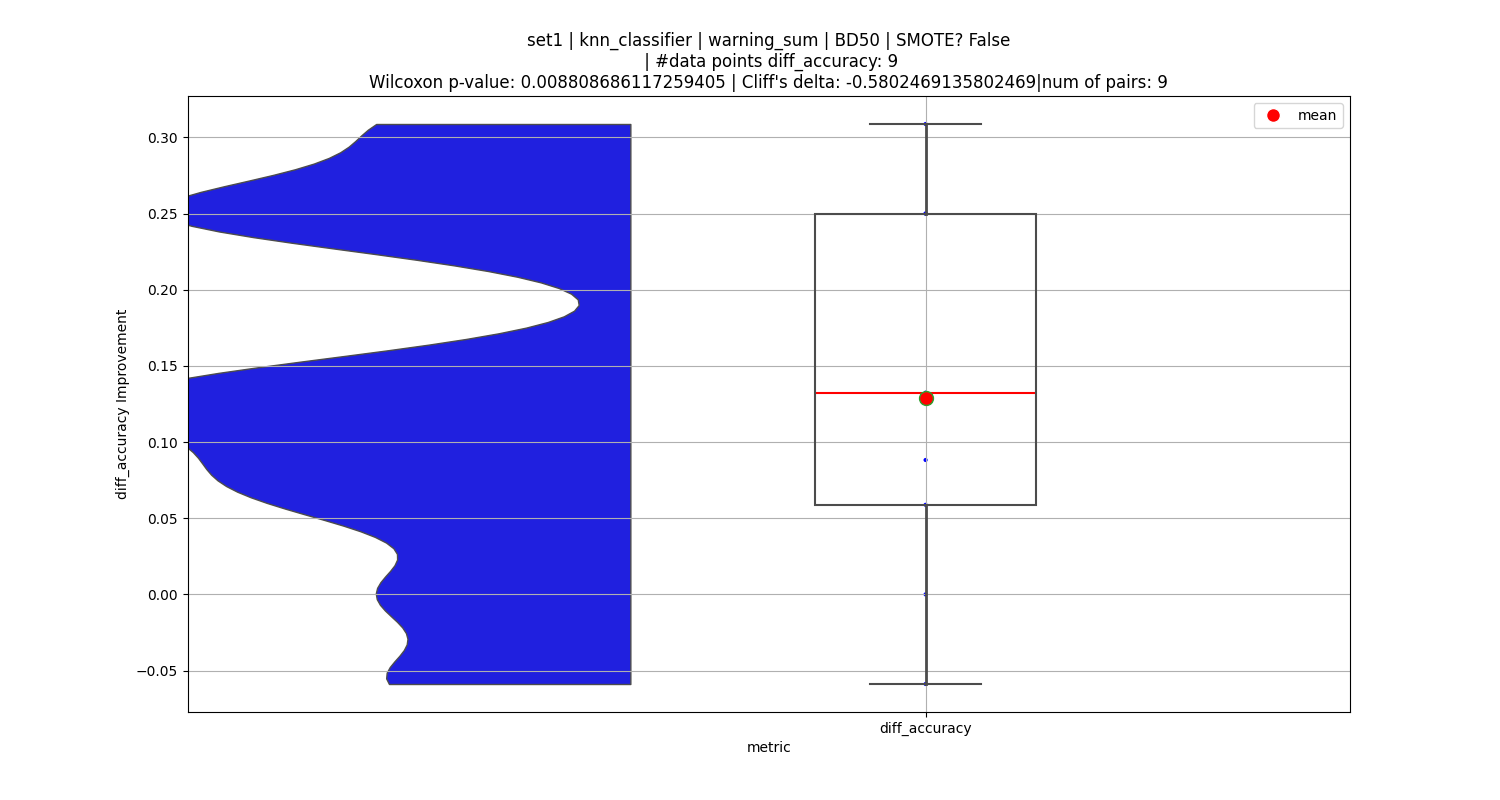 set1 | knn_classifier | warning_sum | BD50 | SMOTE? False
| #data points diff_accuracy: 9
Wilcoxon p-value: 0.008808686117259405 | Cliff's delta: -0.5802469135802469|num of pairs: 9
mean
diff_accuracy Improvement
0.30
0.25
0.20
0.15
0.10
0.05
0.00
−0.05
diff_accuracy
metric